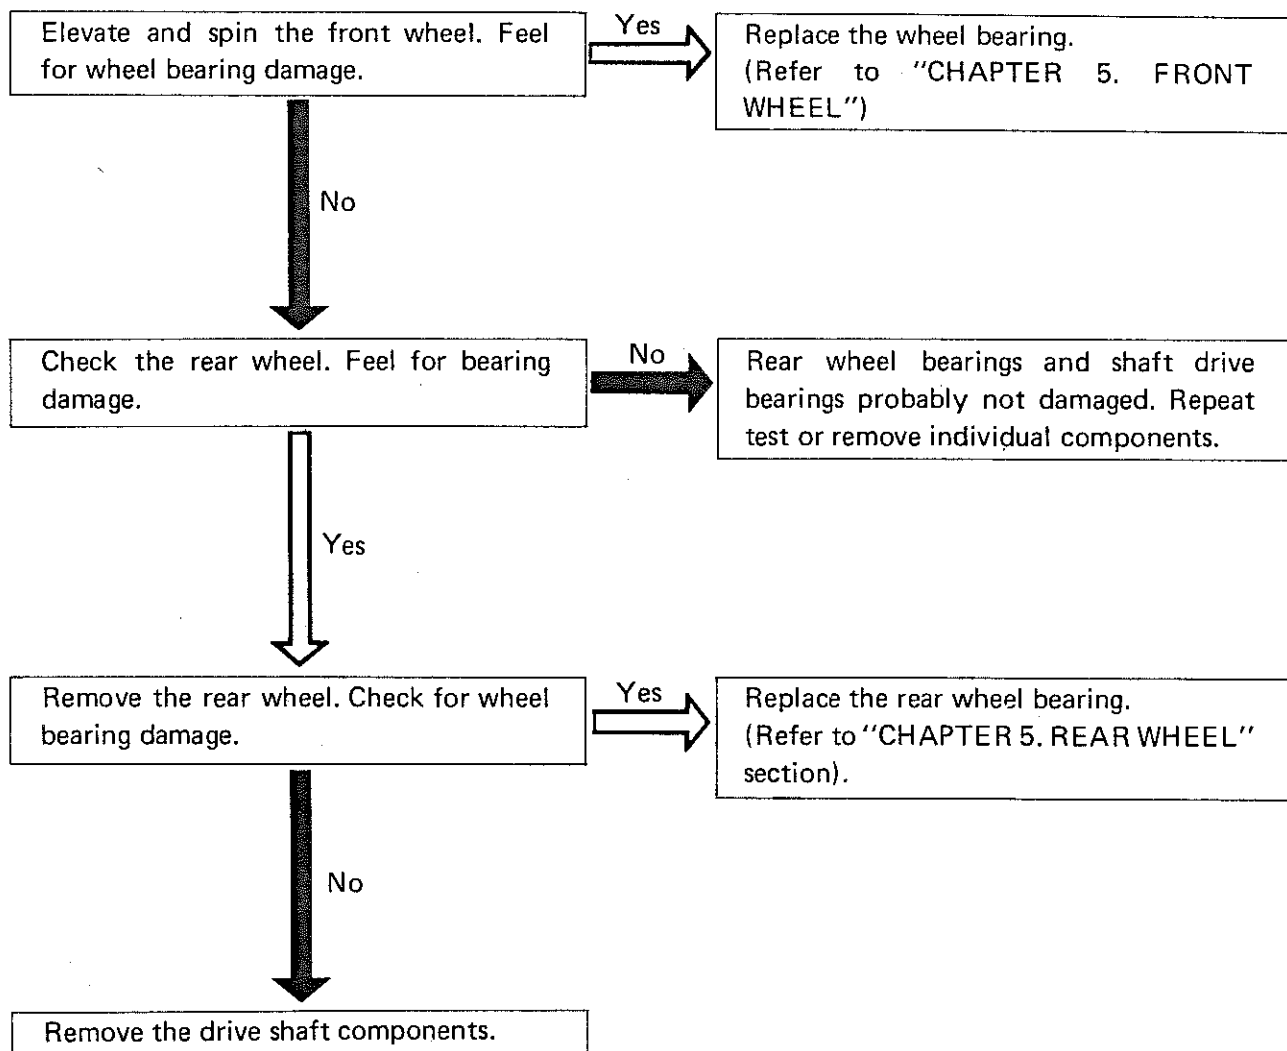 Elevate and spin the front wheel. Feel
for wheel bearing damage.
Yes
Replace the wheel bearing.
(Refer to "CHAPTER 5. FRONT
WHEEL")
No
Check the rear wheel. Feel for bearing
damage.
No
Rear wheel bearings and shaft drive
bearings probably not damaged. Repeat
test or remove individual components.
Yes
Remove the rear wheel. Check for wheel
bearing damage.
Yes
Replace the rear wheel bearing.
(Refer to "CHAPTER 5. REAR WHEEL"
section).
No
Remove the drive shaft components.